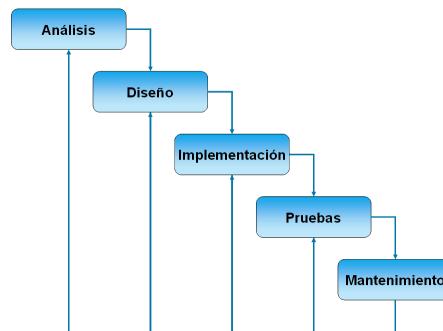 Análisis
Diseño
Implementación
Pruebas
Mantenimiento